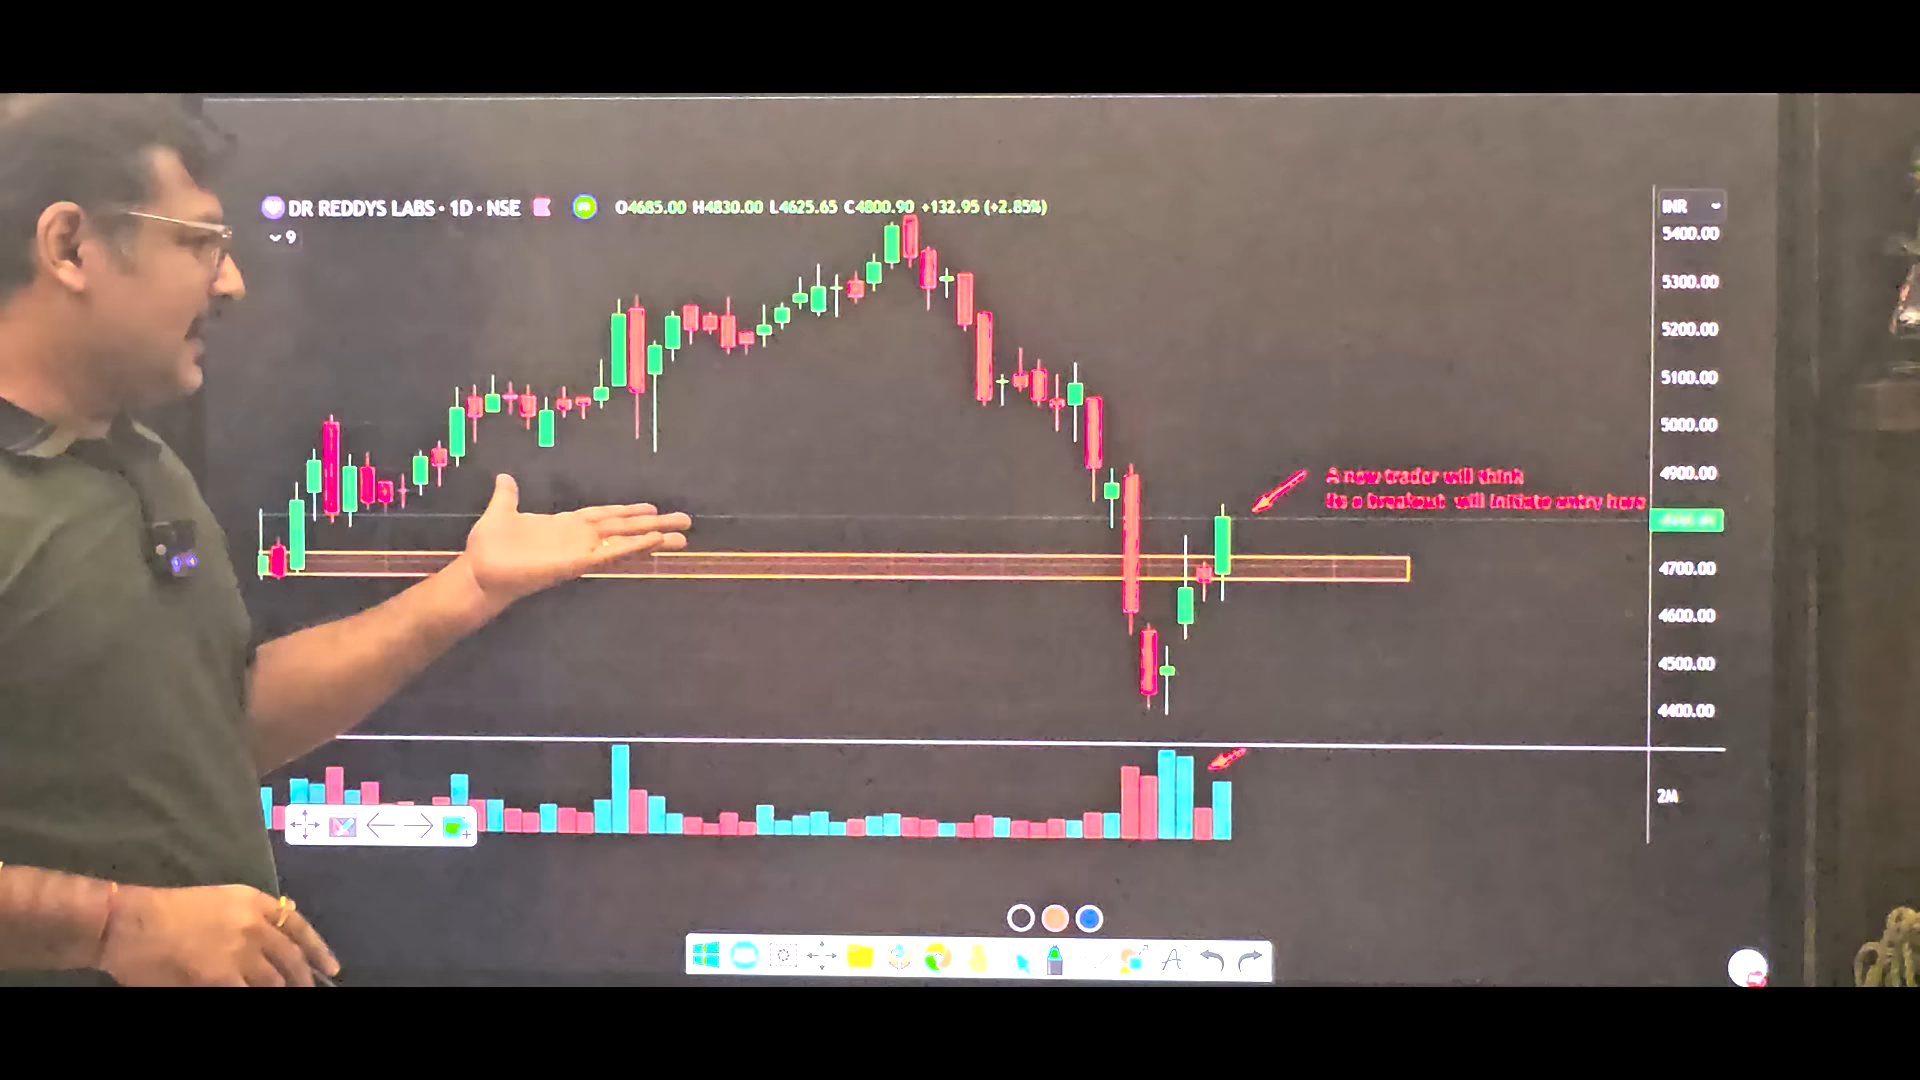 DR REDDYS LABS · 1D · NSE
O4685.00 H4830.00 L4625.65 C4800.90 +132.95 (+2.85%)
INR
9
5400.00
5300.00
5200.00
5100.00
5000.00
4900.00
A new trader will think
its a breakout will initiate entry here
4700.00
4600.00
4500.00
4400.00
2M
A